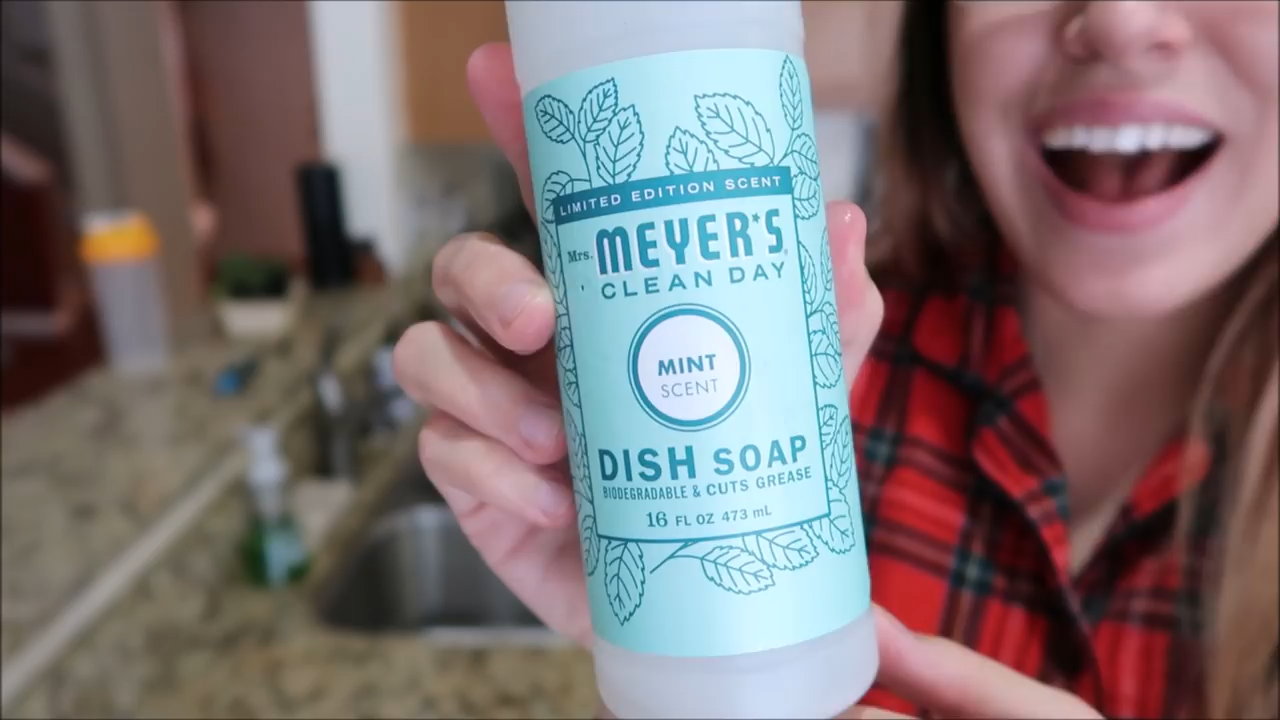 LIMITED EDITION SCENT
Mrs. MEYER'S
CLEAN DAY
MINT
SCENT
DISH SOAP
BIODEGRADABLE & CUTS GREASE
16 FL OZ 473 mL